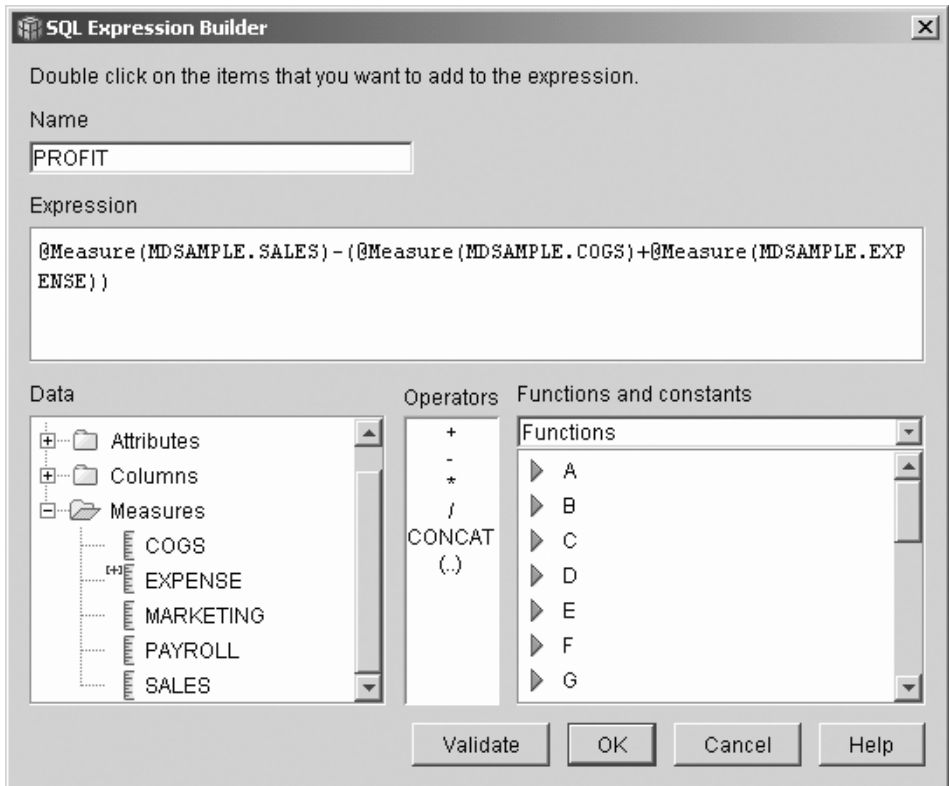 SQL Expression Builder
Double click on the items that you want to add to the expression.
Name
PROFIT
Expression
@Measure(MDSAMPLE.SALES)-(@Measure(MDSAMPLE.COGS)+@Measure(MDSAMPLE.EXP
ENSE))
Data
Attributes
Columns
Measures
COGS
[+] EXPENSE
MARKETING
PAYROLL
SALES
Operators
+
-
*
/
CONCAT
(..)
Functions and constants
Functions
A
B
C
D
E
F
G
Validate
OK
Cancel
Help